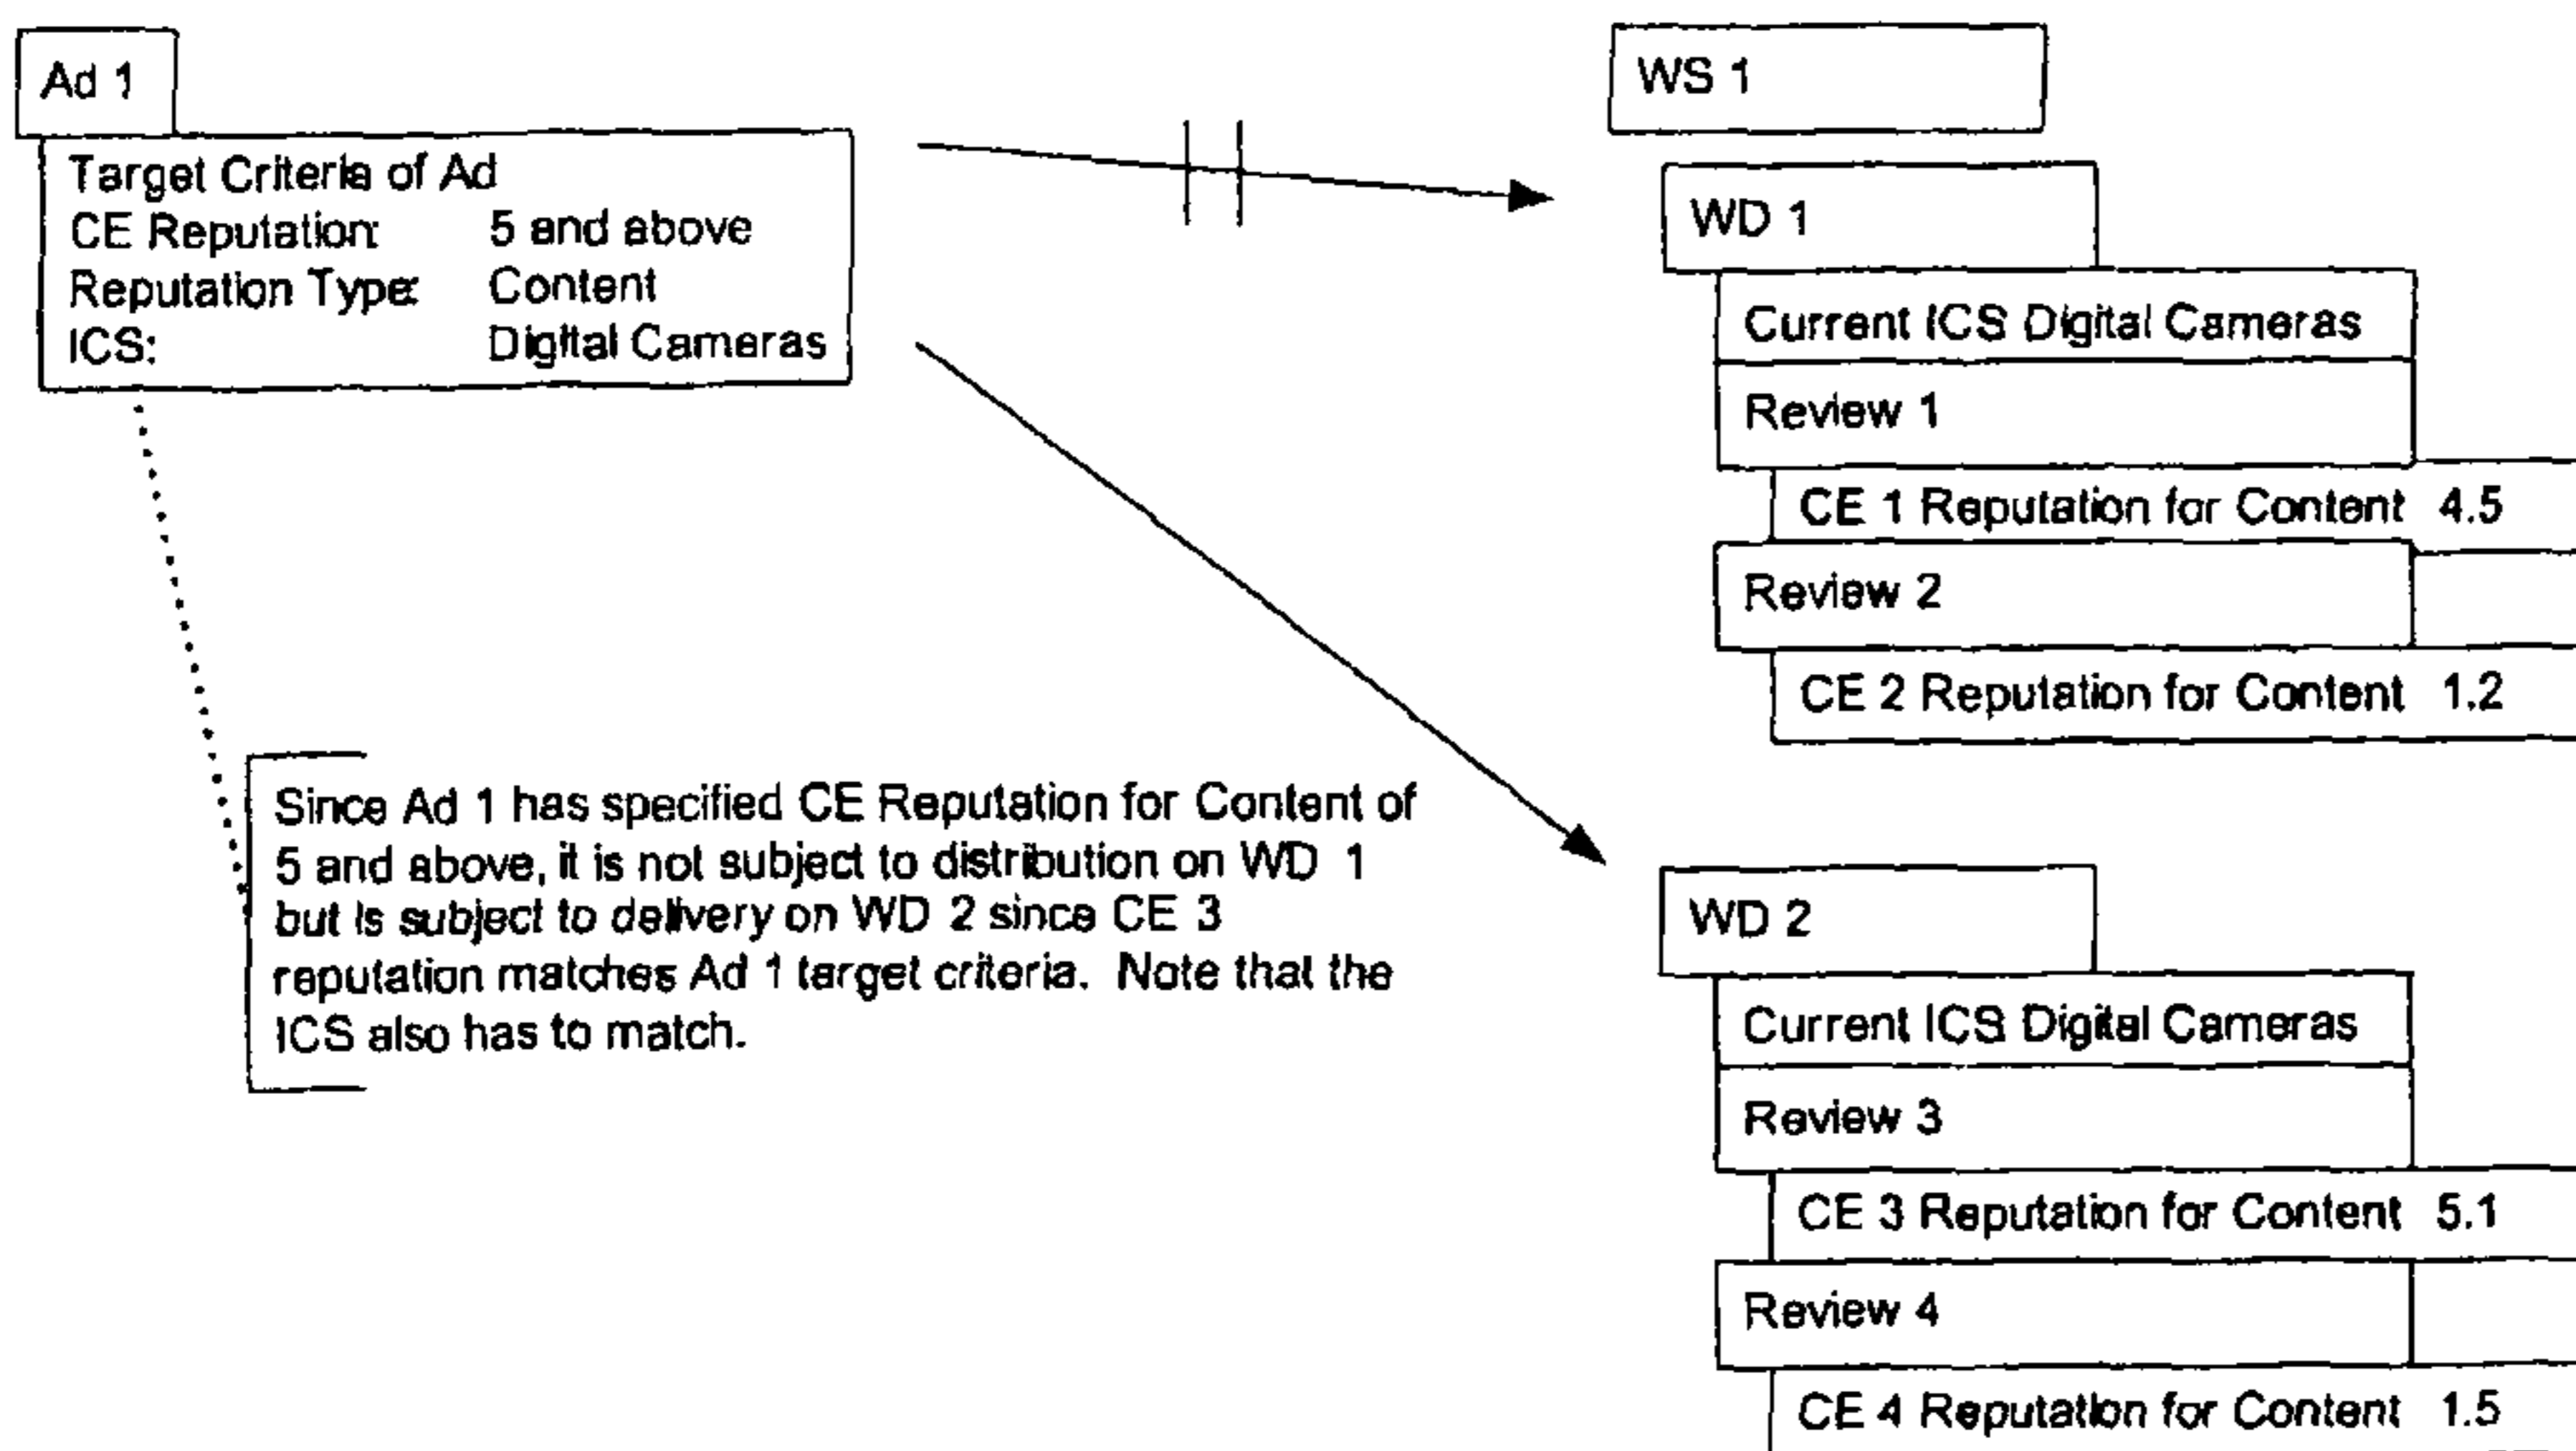 Ad 1
Target Criteria of Ad
CE Reputation: 5 and above
Reputation Type: Content
ICS: Digital Cameras
Since Ad 1 has specified CE Reputation for Content of
5 and above, it is not subject to distribution on WD 1
but is subject to delivery on WD 2 since CE 3
reputation matches Ad 1 target criteria. Note that the
ICS also has to match.
WS 1
WD 1
Current ICS Digital Cameras
Review 1
CE 1 Reputation for Content 4.5
Review 2
CE 2 Reputation for Content 1.2
WD 2
Current ICS Digital Cameras
Review 3
CE 3 Reputation for Content 5.1
Review 4
CE 4 Reputation for Content 1.5